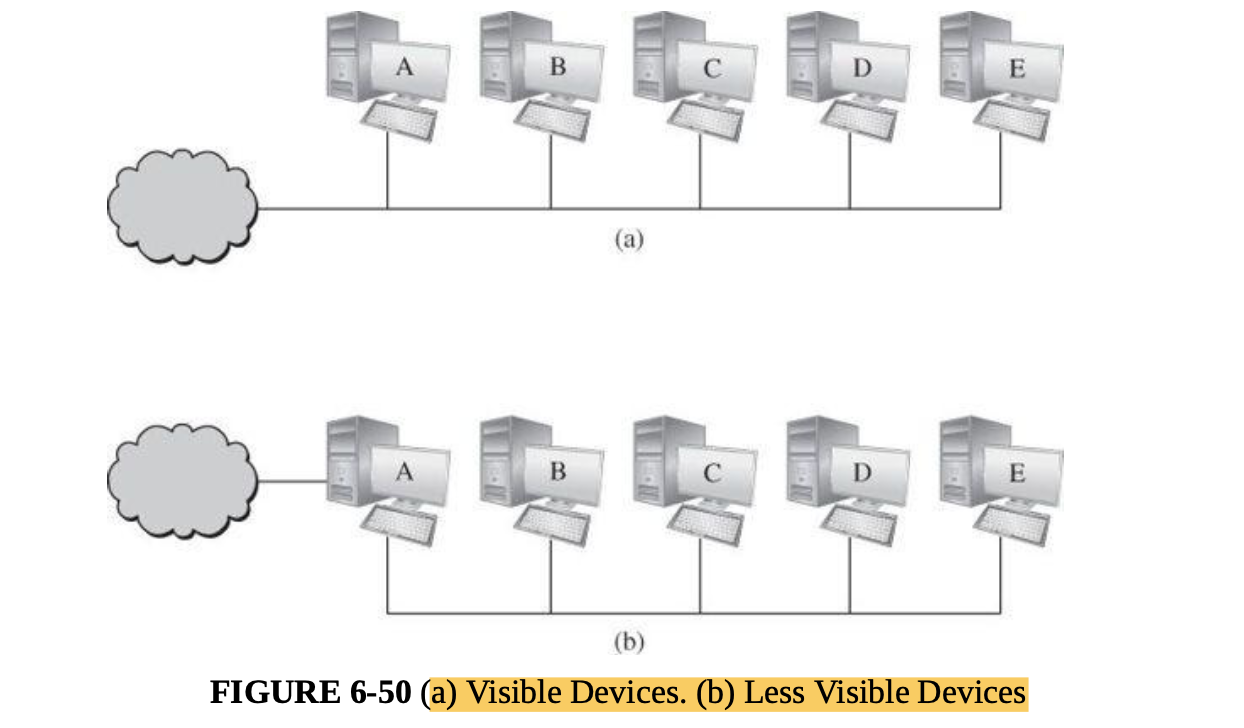 A B C D E
(a)
A B C D E
(b)
FIGURE 6-50 (a) Visible Devices. (b) Less Visible Devices